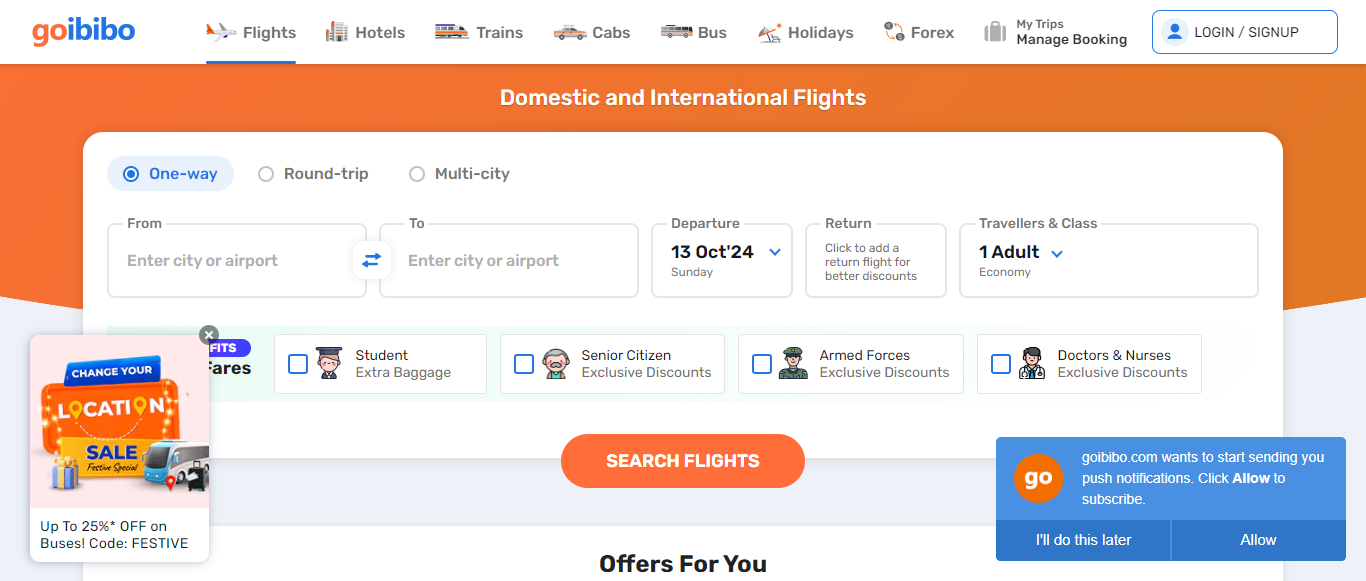 goibibo
Flights
Hotels
Trains
Cabs
Bus
Holidays
Forex
My Trips
Manage Booking
LOGIN / SIGNUP
Domestic and International Flights
One-way
Round-trip
Multi-city
From
Enter city or airport
To
Enter city or airport
Departure
13 Oct'24
Sunday
Return
Click to add a
return flight for
better discounts
Travellers & Class
1 Adult
Economy
FITS
Fares
Student
Extra Baggage
Senior Citizen
Exclusive Discounts
Armed Forces
Exclusive Discounts
Doctors & Nurses
Exclusive Discounts
CHANGE YOUR
LOCATION
SALE
Festive Special
Up To 25%* OFF on
Buses! Code: FESTIVE
SEARCH FLIGHTS
go
goibibo.com wants to start sending you
push notifications. Click Allow to
subscribe.
I'll do this later
Allow
Offers For You